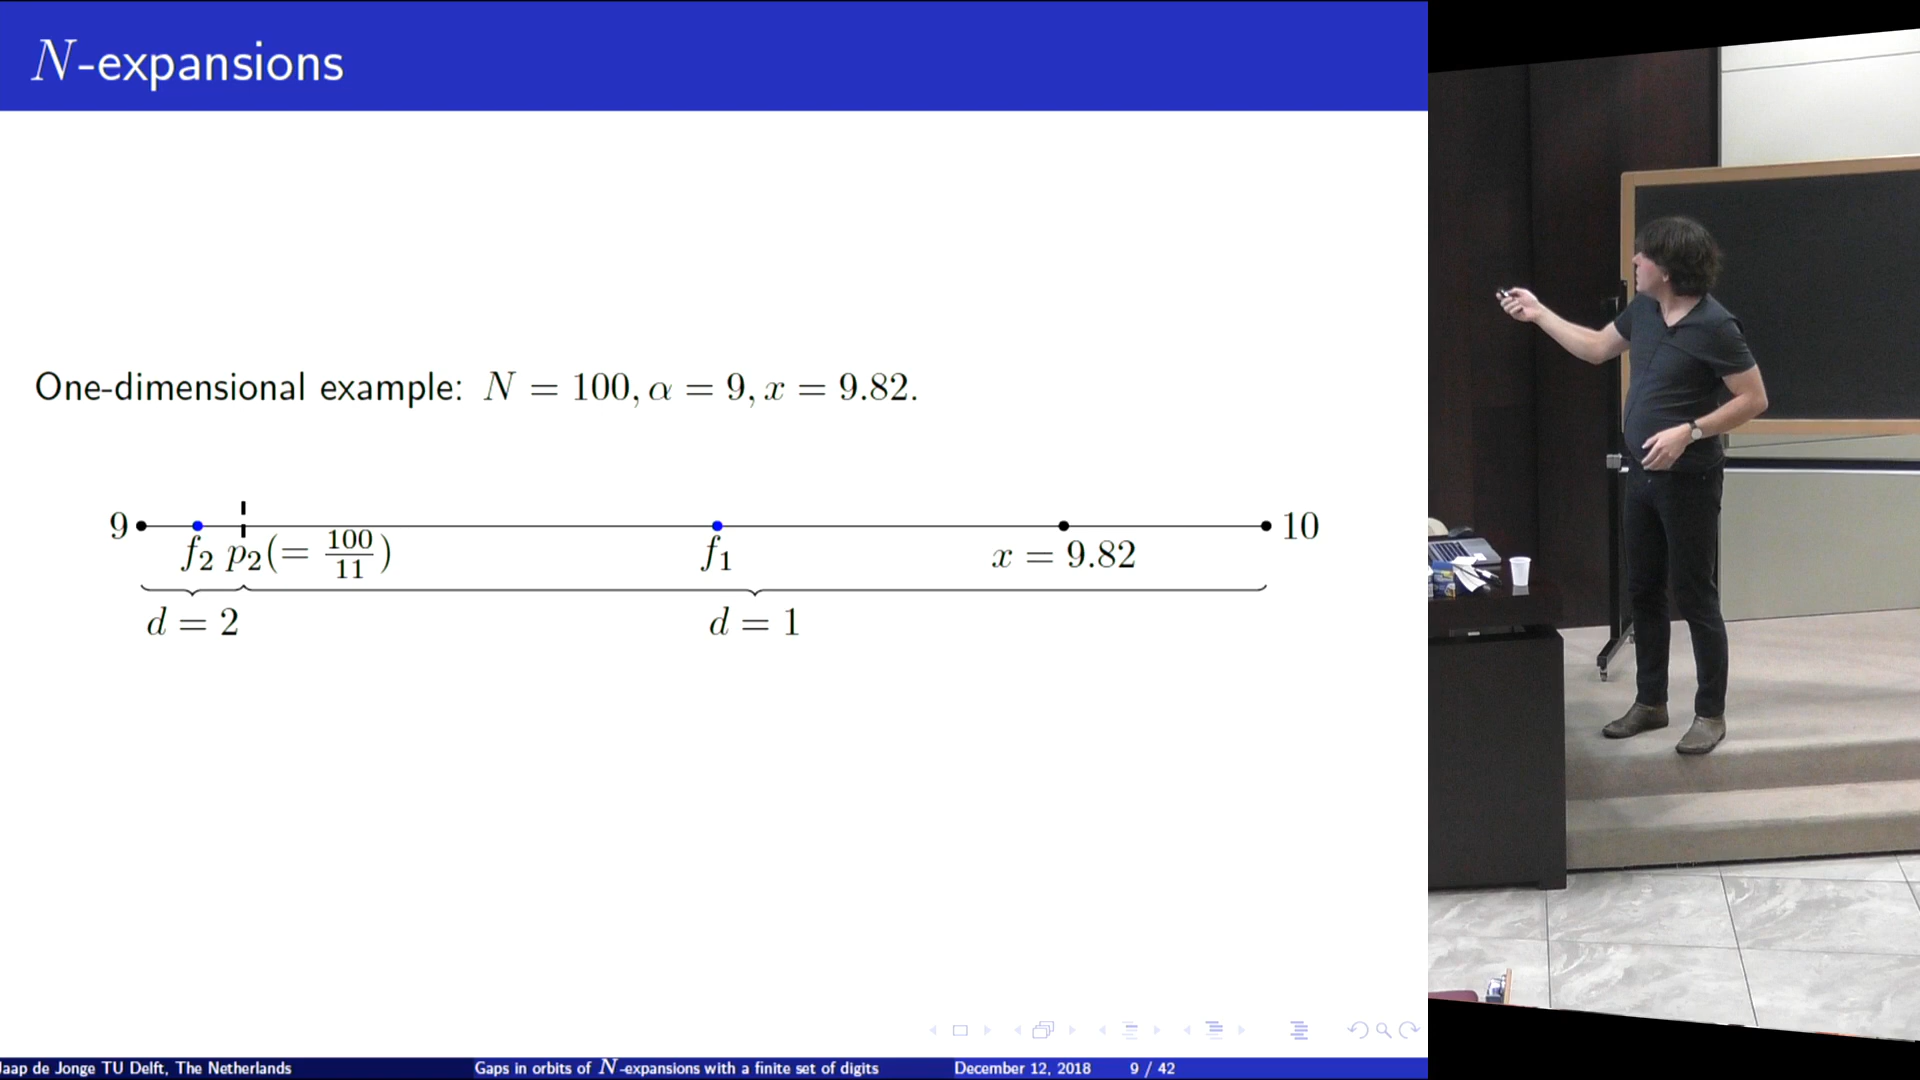 N-expansions
One-dimensional example: N = 100, α = 9, x = 9.82.
9 10
f₂ p₂(= 100/11) f₁ x = 9.82
d = 2 d = 1
Jaap de Jonge TU Delft, The Netherlands Gaps in orbits of N-expansions with a finite set of digits December 12, 2018 9 / 42